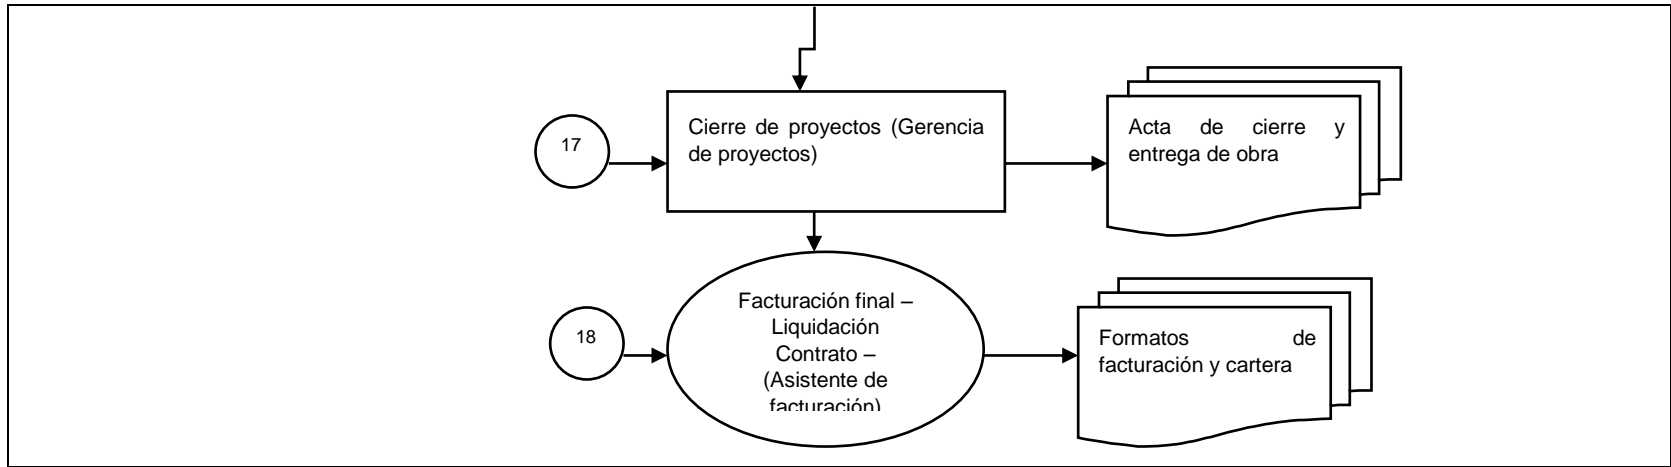 17
Cierre de proyectos (Gerencia
de proyectos)
Acta de cierre y
entrega de obra
18
Facturación final –
Liquidación
Contrato –
(Asistente de
facturación)
Formatos de
facturación y cartera